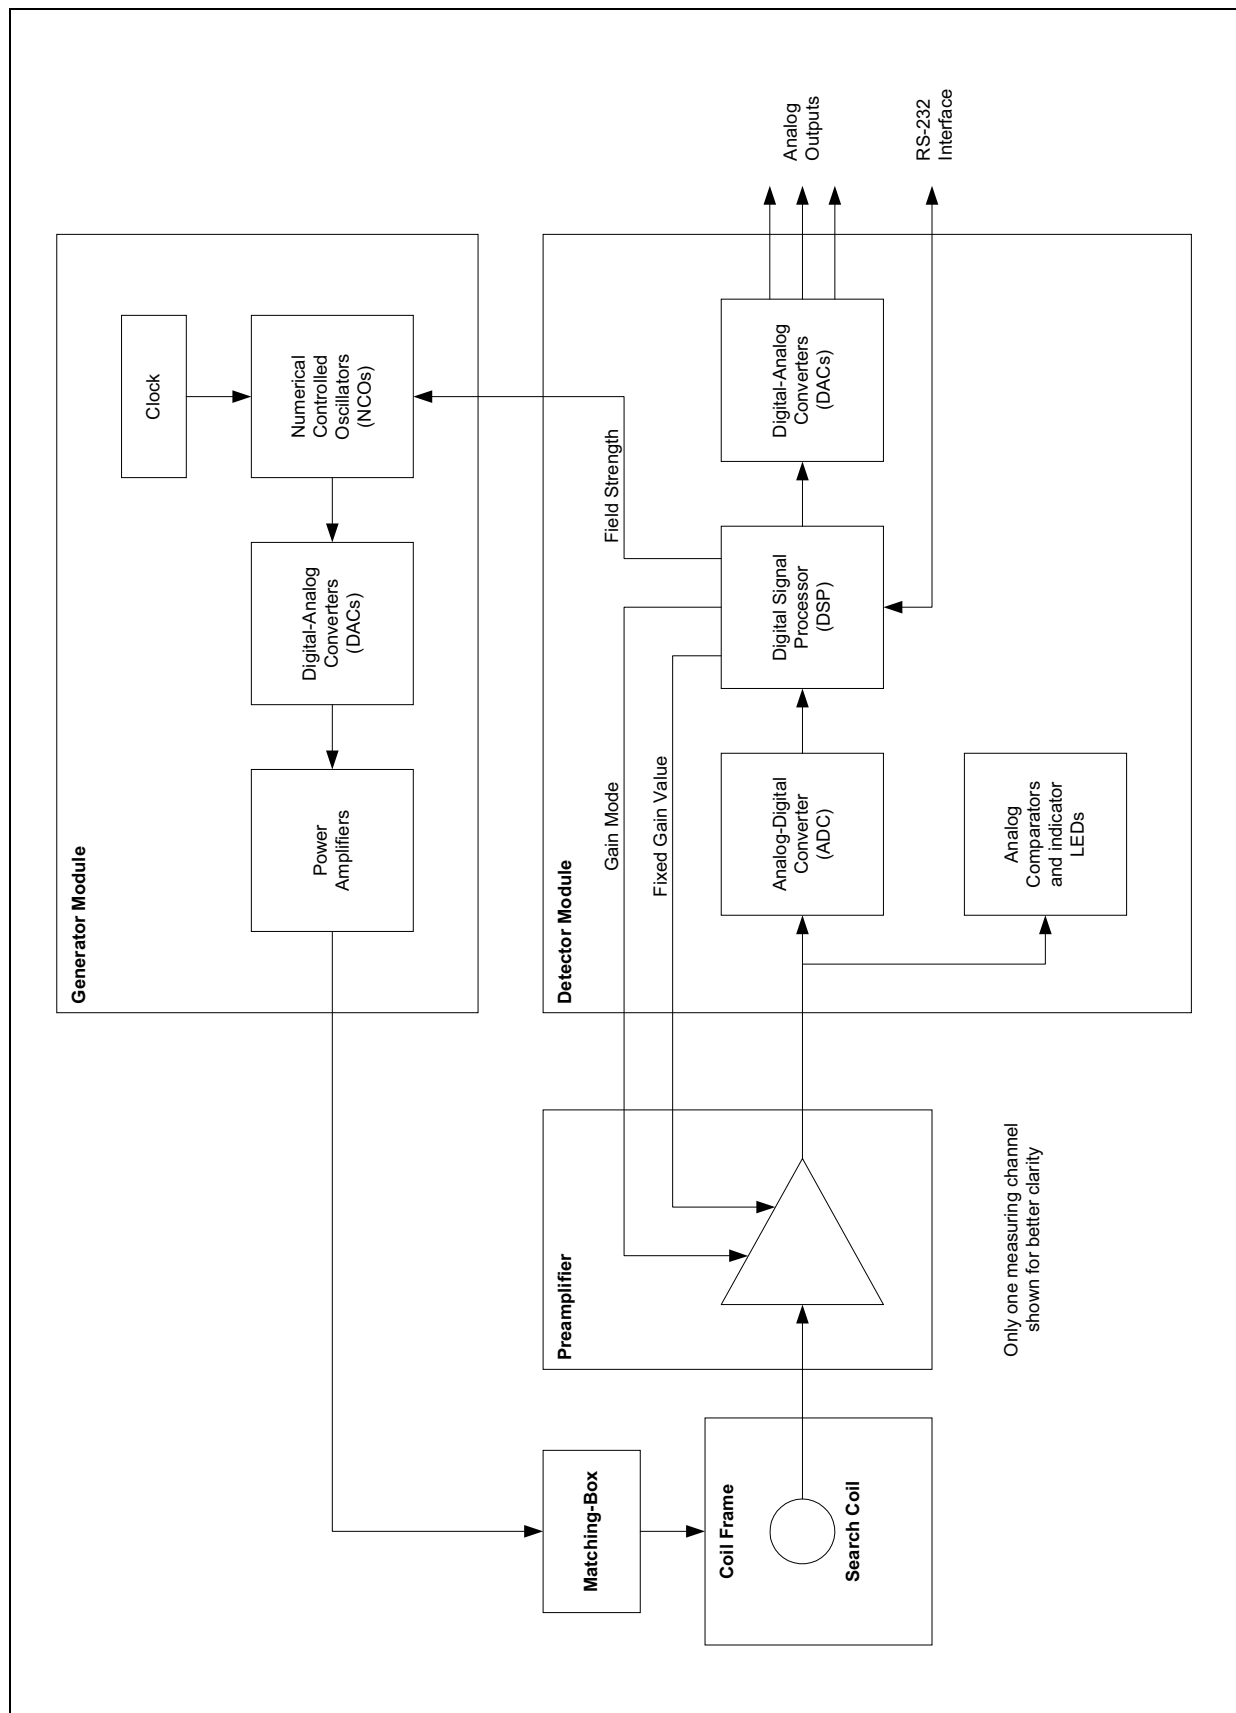 Generator Module
Power
Amplifiers
Digital-Analog
Converters
(DACs)
Numerical
Controlled
Oscillators
(NCOs)
Clock
Matching-Box
Coil Frame
Search Coil
Preamplifier
Gain Mode
Fixed Gain Value
Field Strength
Detector Module
Analog-Digital
Converter
(ADC)
Digital Signal
Processor
(DSP)
Digital-Analog
Converters
(DACs)
Analog
Outputs
RS-232
Interface
Analog
Comparators
and indicator
LEDs
Only one measuring channel
shown for better clarity